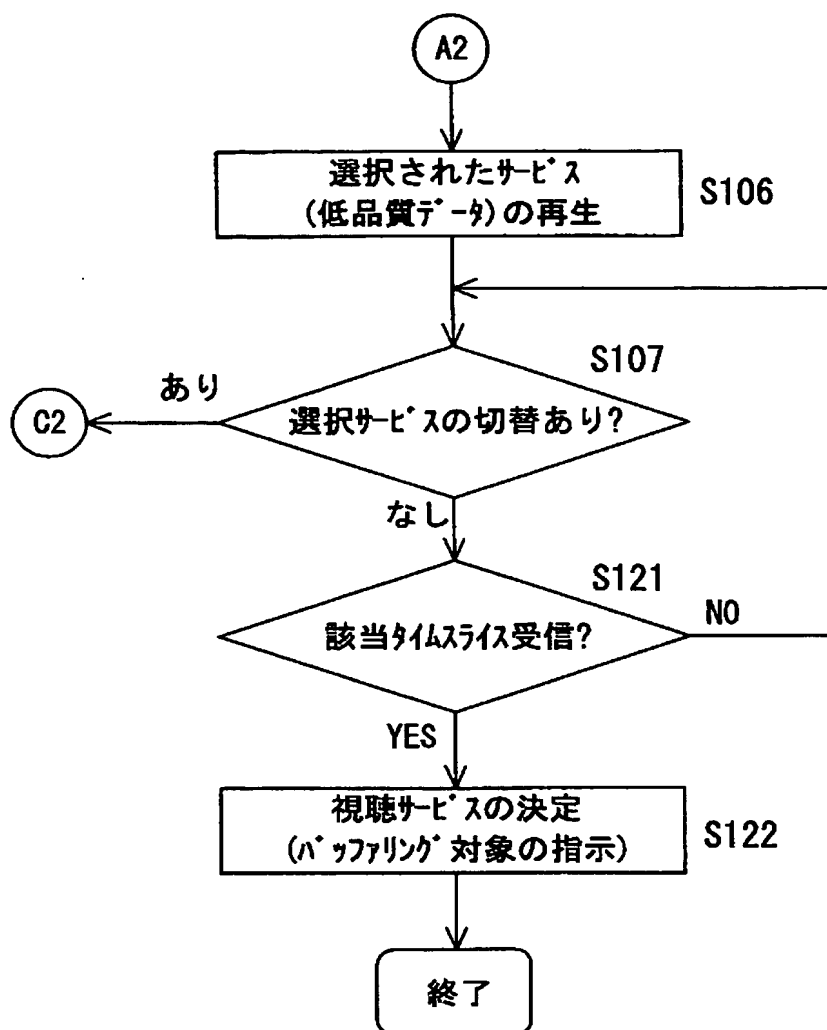 A2
選択されたサービス
(低品質データ)の再生
S106
S107
あり
C2
選択サービスの切替あり?
なし
S121
該当タイムスライス受信?
NO
YES
視聴サービスの決定
(バッファリング対象の指示)
S122
終了